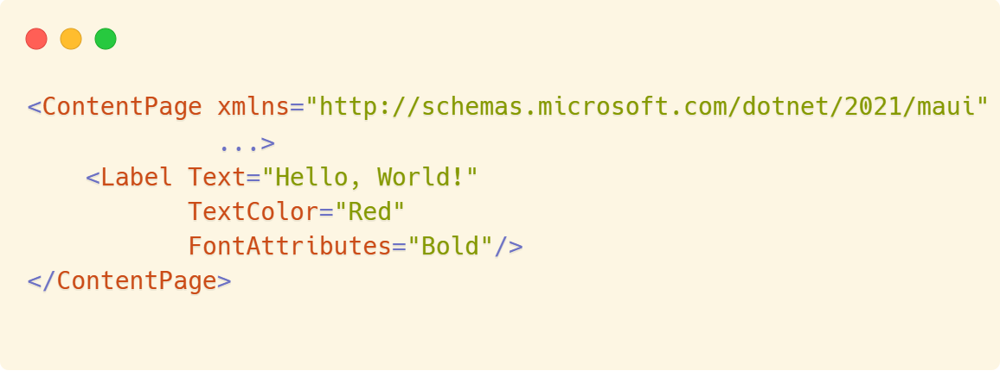 <ContentPage xmlns="http://schemas.microsoft.com/dotnet/2021/maui"
             ...>
    <Label Text="Hello, World!"
           TextColor="Red"
           FontAttributes="Bold"/>
</ContentPage>